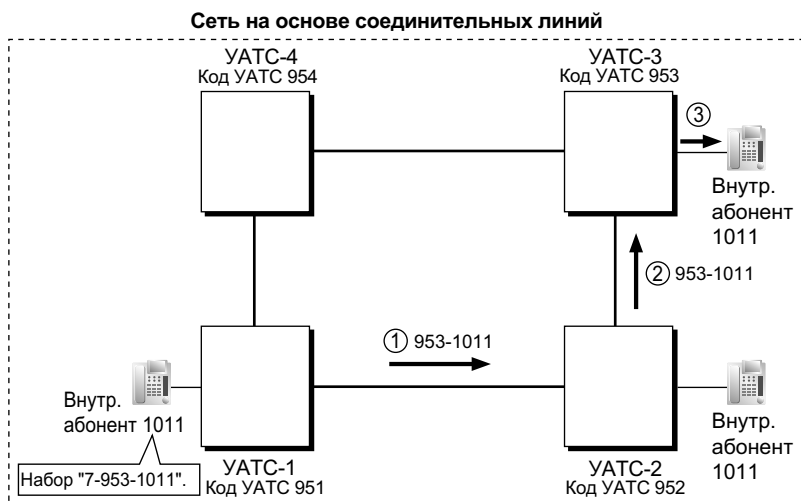 Сеть на основе соединительных линий
УАТС-4
Код УАТС 954
УАТС-3
Код УАТС 953
③
Внутр.
абонент
1011
② 953-1011
① 953-1011
Внутр.
абонент 1011
Набор "7-953-1011".
УАТС-1
Код УАТС 951
УАТС-2
Код УАТС 952
Внутр.
абонент
1011